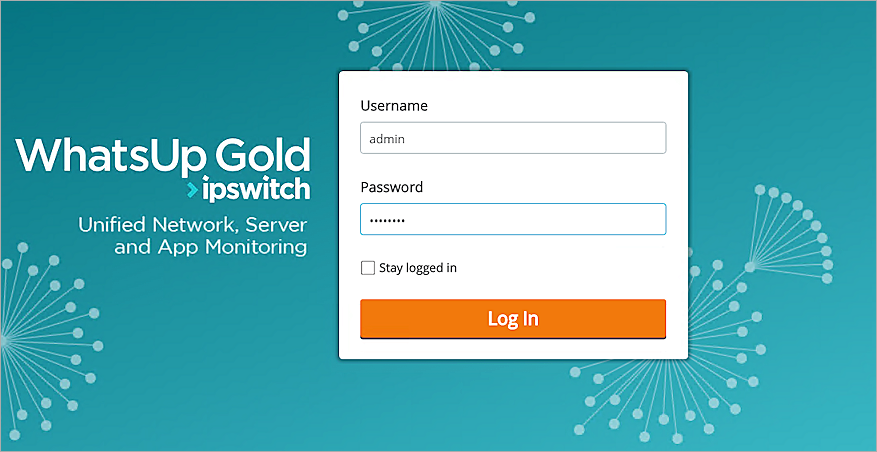 WhatsUp Gold
ipswitch
Unified Network, Server
and App Monitoring
Username
admin
Password
••••••••
Stay logged in
Log In